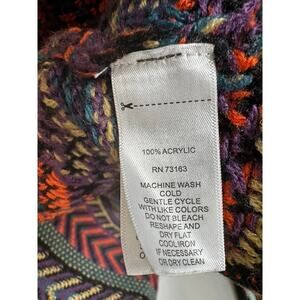 100% ACRYLIC
RN 73163
MACHINE WASH
COLD
GENTLE CYCLE
WITH LIKE COLORS
DO NOT BLEACH
RESHAPE AND
DRY FLAT
COOL IRON
IF NECESSARY
OR DRY CLEAN